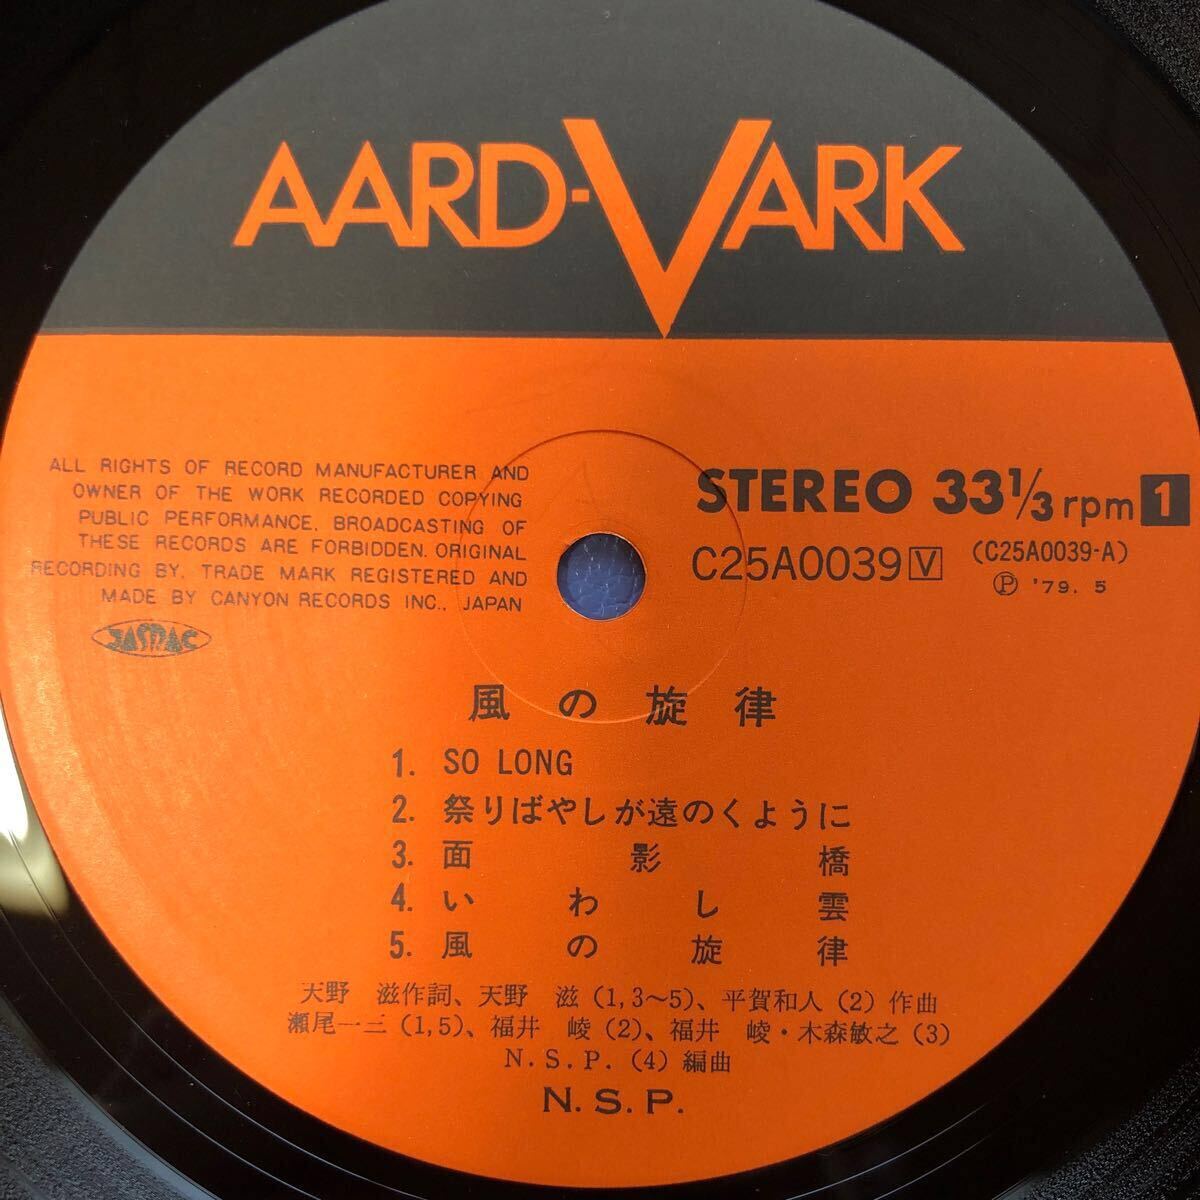 AARD-VARK
ALL RIGHTS OF RECORD MANUFACTURER AND
OWNER OF THE WORK RECORDED COPYING
PUBLIC PERFORMANCE, BROADCASTING OF
THESE RECORDS ARE FORBIDDEN. ORIGINAL
RECORDING BY, TRADE MARK REGISTERED AND
MADE BY CANYON RECORDS INC., JAPAN
JASRAC
STEREO 33⅓ rpm 1
C25A0039 V (C25A0039-A)
Ⓟ '79. 5
風の旋律
1. SO LONG
2. 祭りばやしが遠のくように
3. 面影橋
4. いわし雲
5. 風の旋律
天野 滋作詞、天野 滋(1,3～5)、平賀和人(2)作曲
瀬尾一三(1,5)、福井 崚(2)、福井 崚・木森敏之(3)
N.S.P.(4)編曲
N.S.P.